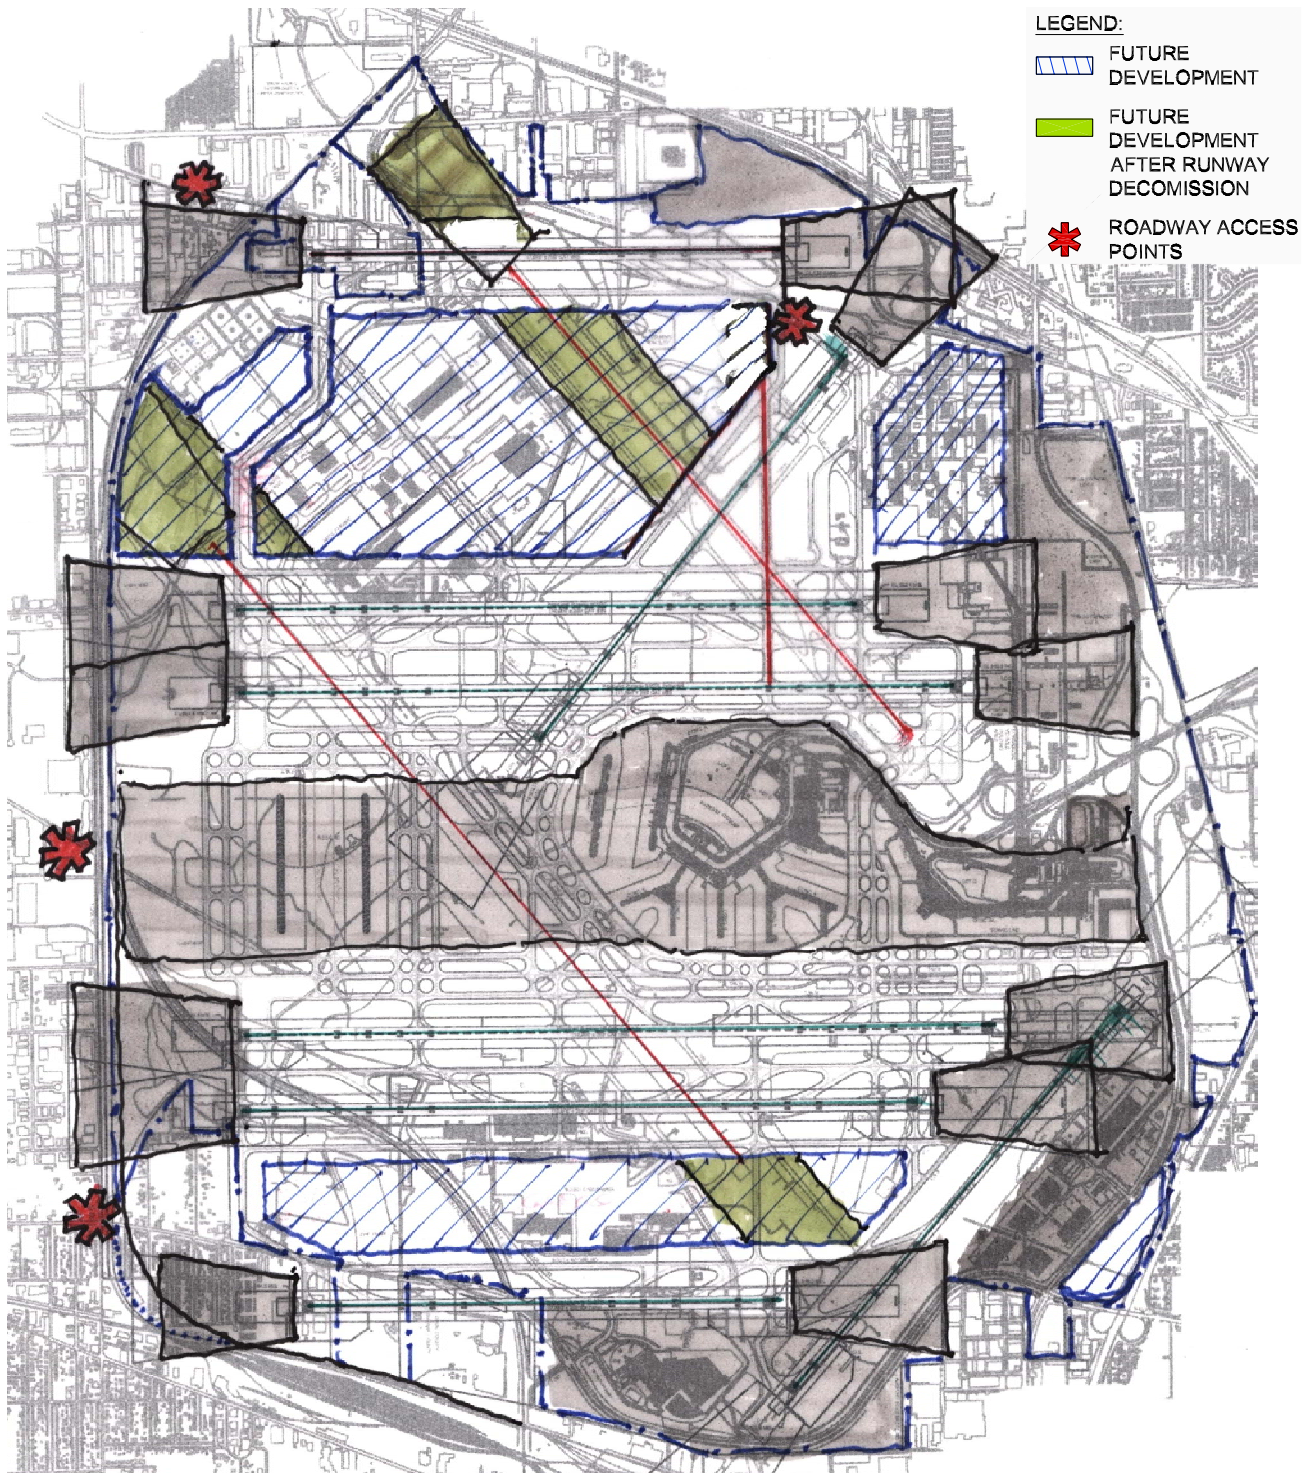 LEGEND:
FUTURE
DEVELOPMENT
FUTURE
DEVELOPMENT
AFTER RUNWAY
DECOMISSION
ROADWAY ACCESS
POINTS